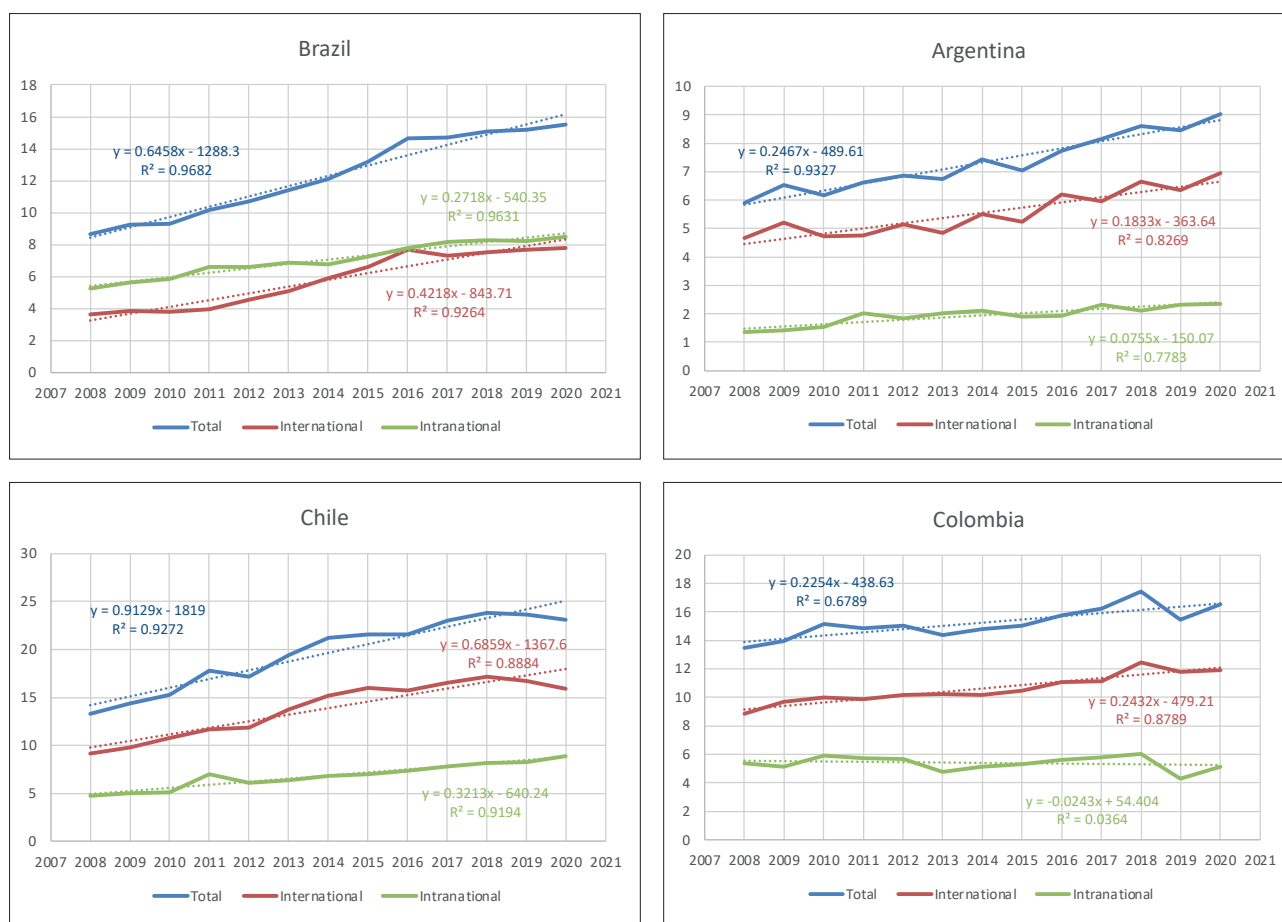 Brazil
18
16
14
12
10
8
6
4
2
0
y = 0.6458x - 1288.3
R² = 0.9682
y = 0.2718x - 540.35
R² = 0.9631
y = 0.4218x - 843.71
R² = 0.9264
2007 2008 2009 2010 2011 2012 2013 2014 2015 2016 2017 2018 2019 2020 2021
Total International Intranational
Argentina
10
9
8
7
6
5
4
3
2
1
0
y = 0.2467x - 489.61
R² = 0.9327
y = 0.1833x - 363.64
R² = 0.8269
y = 0.0755x - 150.07
R² = 0.7783
2007 2008 2009 2010 2011 2012 2013 2014 2015 2016 2017 2018 2019 2020 2021
Total International Intranational
Chile
30
25
20
15
10
5
0
y = 0.9129x - 1819
R² = 0.9272
y = 0.6859x - 1367.6
R² = 0.8884
y = 0.3213x - 640.24
R² = 0.9194
2007 2008 2009 2010 2011 2012 2013 2014 2015 2016 2017 2018 2019 2020 2021
Total International Intranational
Colombia
20
18
16
14
12
10
8
6
4
2
0
y = 0.2254x - 438.63
R² = 0.6789
y = 0.2432x - 479.21
R² = 0.8789
y = -0.0243x + 54.404
R² = 0.0364
2007 2008 2009 2010 2011 2012 2013 2014 2015 2016 2017 2018 2019 2020 2021
Total International Intranational